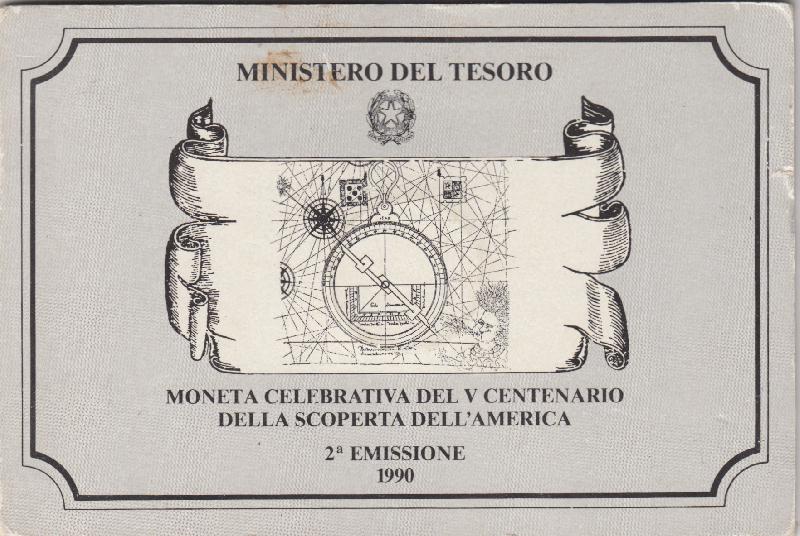 MINISTERO DEL TESORO
MONETA CELEBRATIVA DEL V CENTENARIO
DELLA SCOPERTA DELL'AMERICA
2ª EMISSIONE
1990